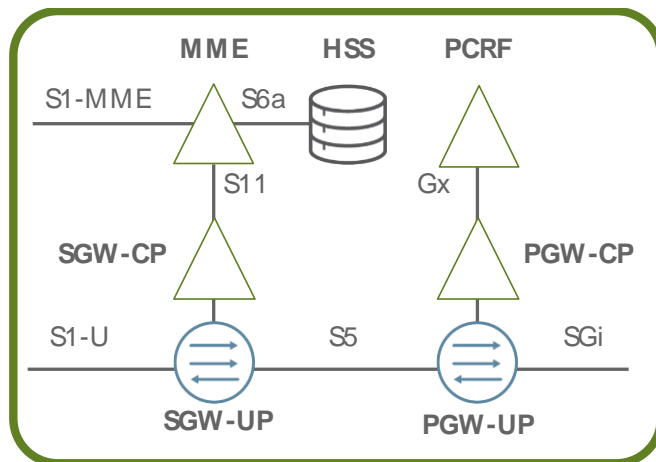 MME HSS PCRF
S1-MME S6a
S11 Gx
SGW-CP PGW-CP
S1-U S5 SGi
SGW-UP PGW-UP